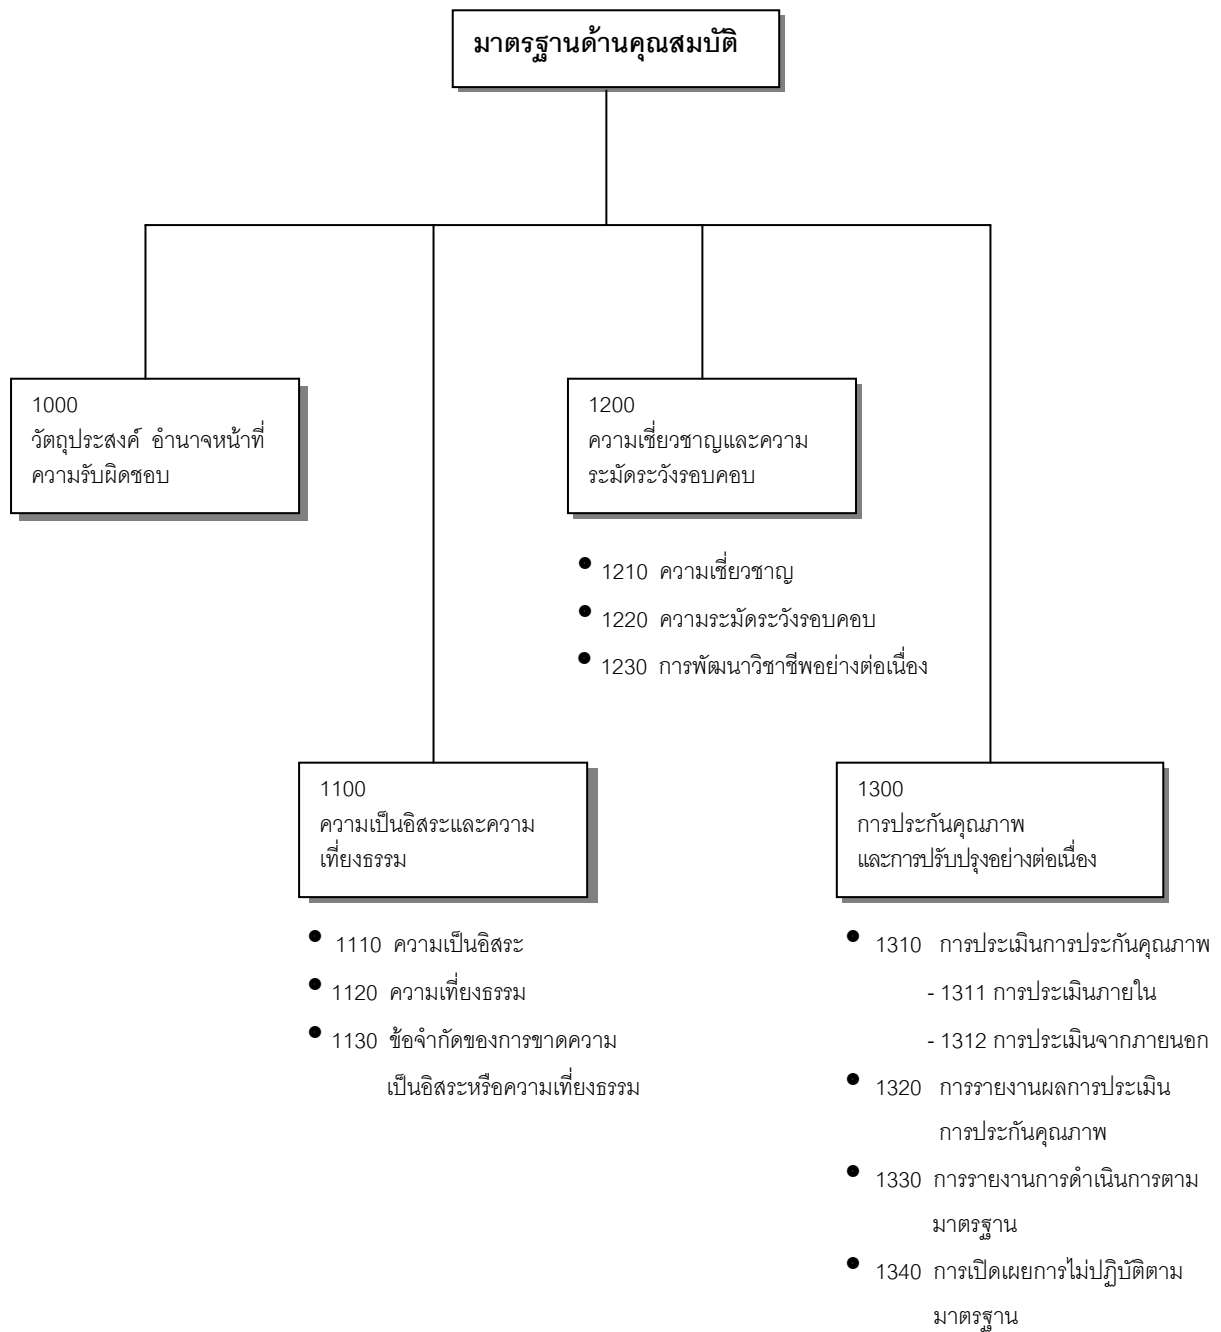 มาตรฐานด้านคุณสมบัติ
1000
วัตถุประสงค์ อำนาจหน้าที่
ความรับผิดชอบ
1200
ความเชี่ยวชาญและความ
ระมัดระวังรอบคอบ
• 1210 ความเชี่ยวชาญ
• 1220 ความระมัดระวังรอบคอบ
• 1230 การพัฒนาวิชาชีพอย่างต่อเนื่อง
1100
ความเป็นอิสระและความ
เที่ยงธรรม
• 1110 ความเป็นอิสระ
• 1120 ความเที่ยงธรรม
• 1130 ข้อจำกัดของการขาดความ
เป็นอิสระหรือความเที่ยงธรรม
1300
การประกันคุณภาพ
และการปรับปรุงอย่างต่อเนื่อง
• 1310 การประเมินการประกันคุณภาพ
- 1311 การประเมินภายใน
- 1312 การประเมินจากภายนอก
• 1320 การรายงานผลการประเมิน
การประกันคุณภาพ
• 1330 การรายงานการดำเนินการตาม
มาตรฐาน
• 1340 การเปิดเผยการไม่ปฏิบัติตาม
มาตรฐาน